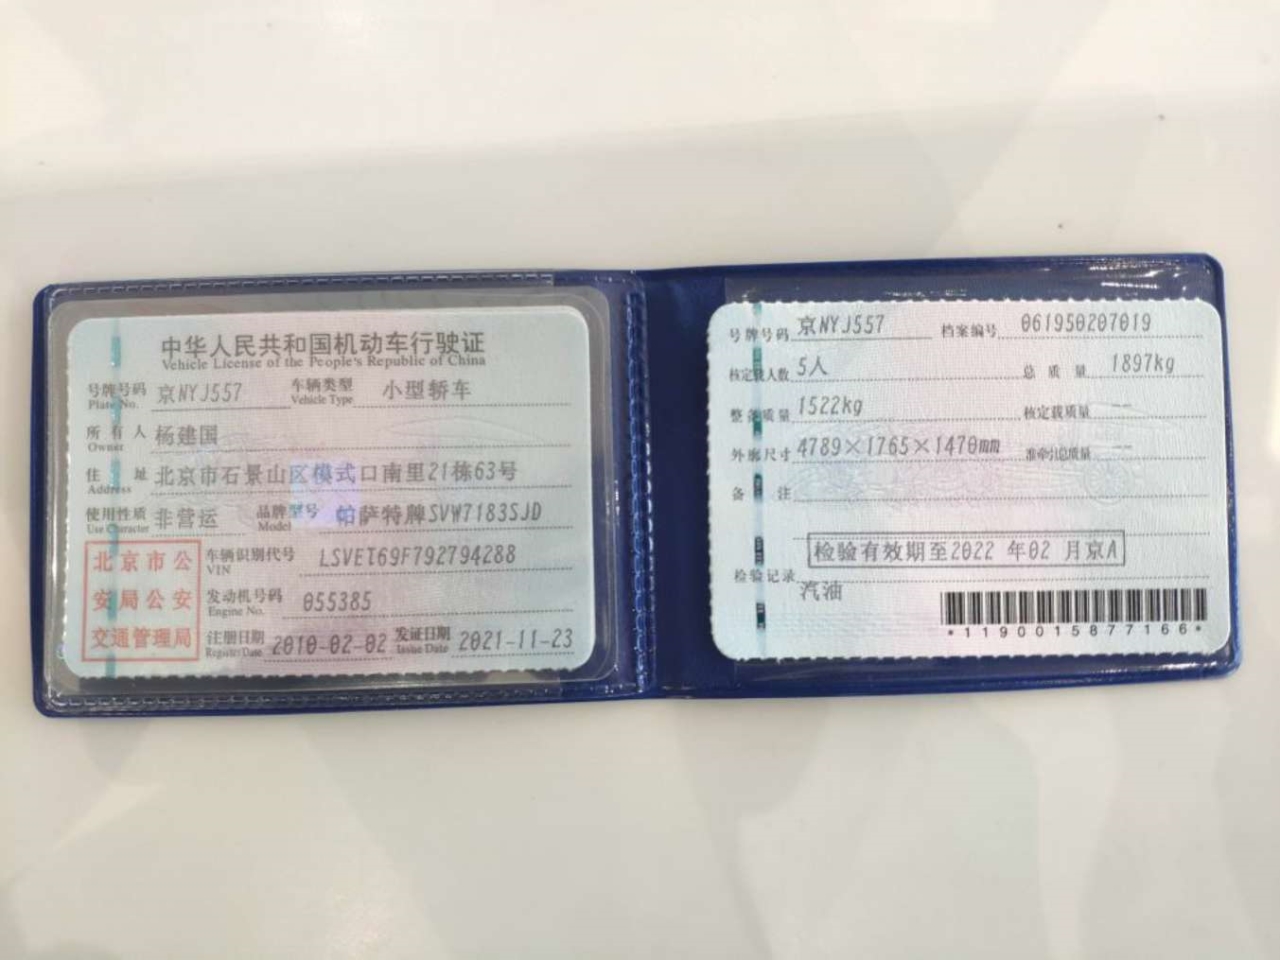 中华人民共和国机动车行驶证
Vehicle License of the People's Republic of China
号牌号码 京NYJ557 车辆类型 小型轿车
Plate No. Vehicle Type
所有人 杨建国
Owner
住址 北京市石景山区模式口南里21栋63号
Address
使用性质 非营运 品牌型号 帕萨特牌SVW7183SJD
Use Character Model
北京市公
安局公安
交通管理局
车辆识别代号 LSVET69F792794288
VIN
发动机号码 055385
Engine No.
注册日期 2010-02-02 发证日期 2021-11-23
Register Date Issue Date
号牌号码 京NYJ557 档案编号 061950207019
核定载人数 5人 总质量 1897kg
整备质量 1522kg 核定载质量 --
外廓尺寸 4789×1765×1470mm 准牵引总质量 --
备注
检验有效期至2022 年02 月京A
检验记录
汽油
*1190015877166*